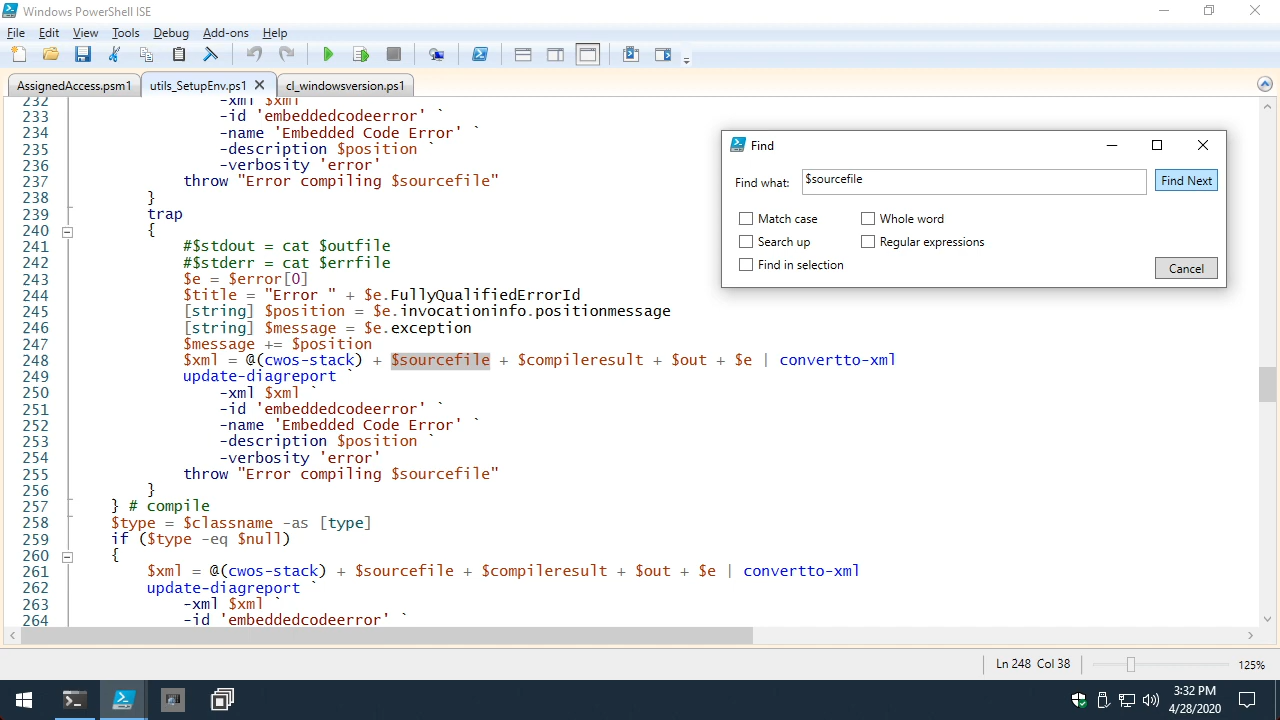 Windows PowerShell ISE
File Edit View Tools Debug Add-ons Help
AssignedAccess.psm1 utils_SetupEnv.ps1 cl_windowsversion.ps1
232 -xml $xml
233 -id 'embeddedcodeerror' `
234 -name 'Embedded Code Error' `
235 -description $position `
236 -verbosity 'error'
237 throw "Error compiling $sourcefile"
238 }
239 trap
240 {
241 #$stdout = cat $outfile
242 #$stderr = cat $errfile
243 $e = $error[0]
244 $title = "Error " + $e.FullyQualifiedErrorId
245 [string] $position = $e.invocationinfo.positionmessage
246 [string] $message = $e.exception
247 $message += $position
248 $xml = @(cwos-stack) + $sourcefile + $compileresult + $out + $e | convertto-xml
249 update-diagreport `
250 -xml $xml `
251 -id 'embeddedcodeerror' `
252 -name 'Embedded Code Error' `
253 -description $position `
254 -verbosity 'error'
255 throw "Error compiling $sourcefile"
256 }
257 } # compile
258 $type = $classname -as [type]
259 if ($type -eq $null)
260 {
261 $xml = @(cwos-stack) + $sourcefile + $compileresult + $out + $e | convertto-xml
262 update-diagreport `
263 -xml $xml `
264 -id 'embeddedcodeerror' `
Find
Find what: $sourcefile Find Next
Match case Whole word
Search up Regular expressions
Find in selection
Cancel
Ln 248 Col 38 125%
3:32 PM
4/28/2020